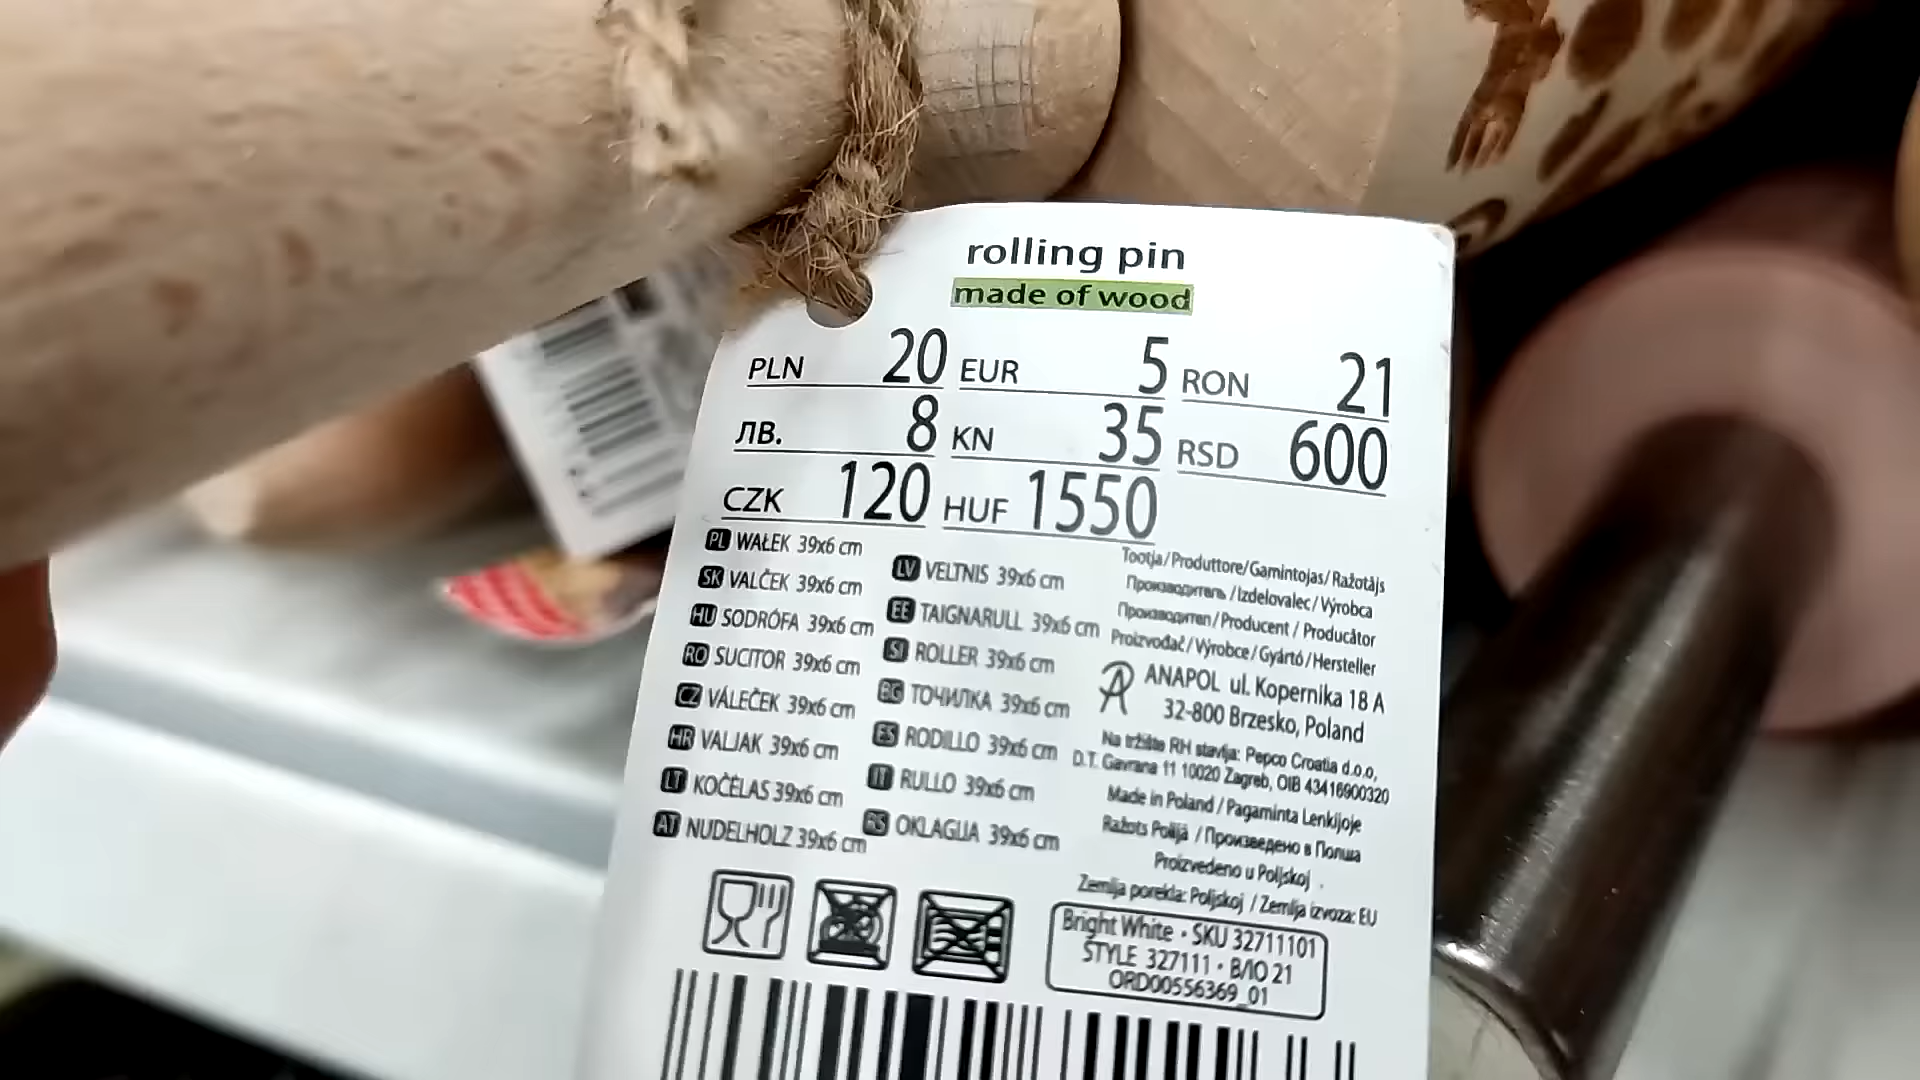 rolling pin
made of wood
PLN 20 EUR 5 RON 21
ЛВ. 8 KN 35 RSD 600
CZK 120 HUF 1550
PL WAŁEK 39x6 cm
SK VALČEK 39x6 cm
HU SODRÓFA 39x6 cm
RO SUCITOR 39x6 cm
CZ VÁLEČEK 39x6 cm
HR VALJAK 39x6 cm
LT KOČĖLAS 39x6 cm
AT NUDELHOLZ 39x6 cm
LV VELTNIS 39x6 cm
EE TAIGNARULL 39x6 cm
SI ROLLER 39x6 cm
BG ТОЧИЛКА 39x6 cm
ES RODILLO 39x6 cm
IT RULLO 39x6 cm
RS OKLAGIJA 39x6 cm
Tootja/Produttore/Gamintojas/Ražotājs
Производитель/Izdelovalec/Výrobca
Производител/Producent/Producător
Proizvođač/Výrobce/Gyártó/Hersteller
ANAPOL ul. Kopernika 18 A
32-800 Brzesko, Poland
Na tržište RH stavlja: Pepco Croatia d.o.o,
D.T. Gavrana 11 10020 Zagreb, OIB 43416900320
Made in Poland / Pagaminta Lenkijoje
Ražots Polijā / Произведено в Полша
Proizvedeno u Poljskoj
Zemlja porekla: Poljskoj / Zemlja izvoza: EU
Bright White • SKU 32711101
STYLE 327111 • B/IO 21
ORD00556369_01